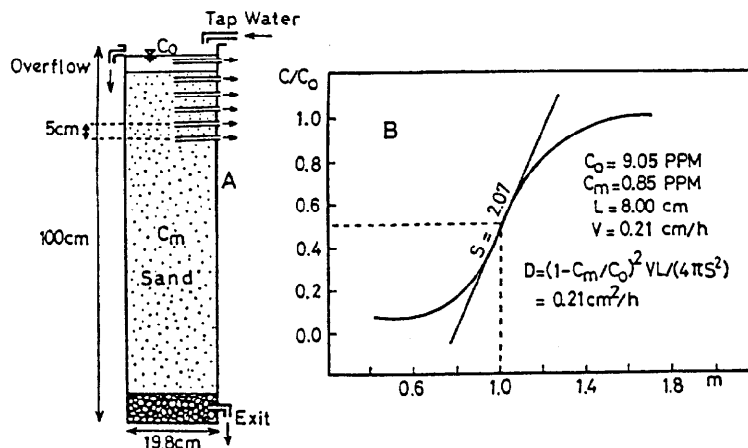 Tap Water
C₀
Overflow
5cm
A
100cm
Cₘ
Sand
Exit
19.8cm
C/C₀
B
1.0
0.8
0.6
0.4
0.2
0.0
S = 2.07
C₀ = 9.05 PPM
Cₘ = 0.85 PPM
L = 8.00 cm
V = 0.21 cm/h
D=(1-Cₘ/C₀)² VL/(4πS²)
= 0.21cm²/h
0.6
1.0
1.4
1.8
m